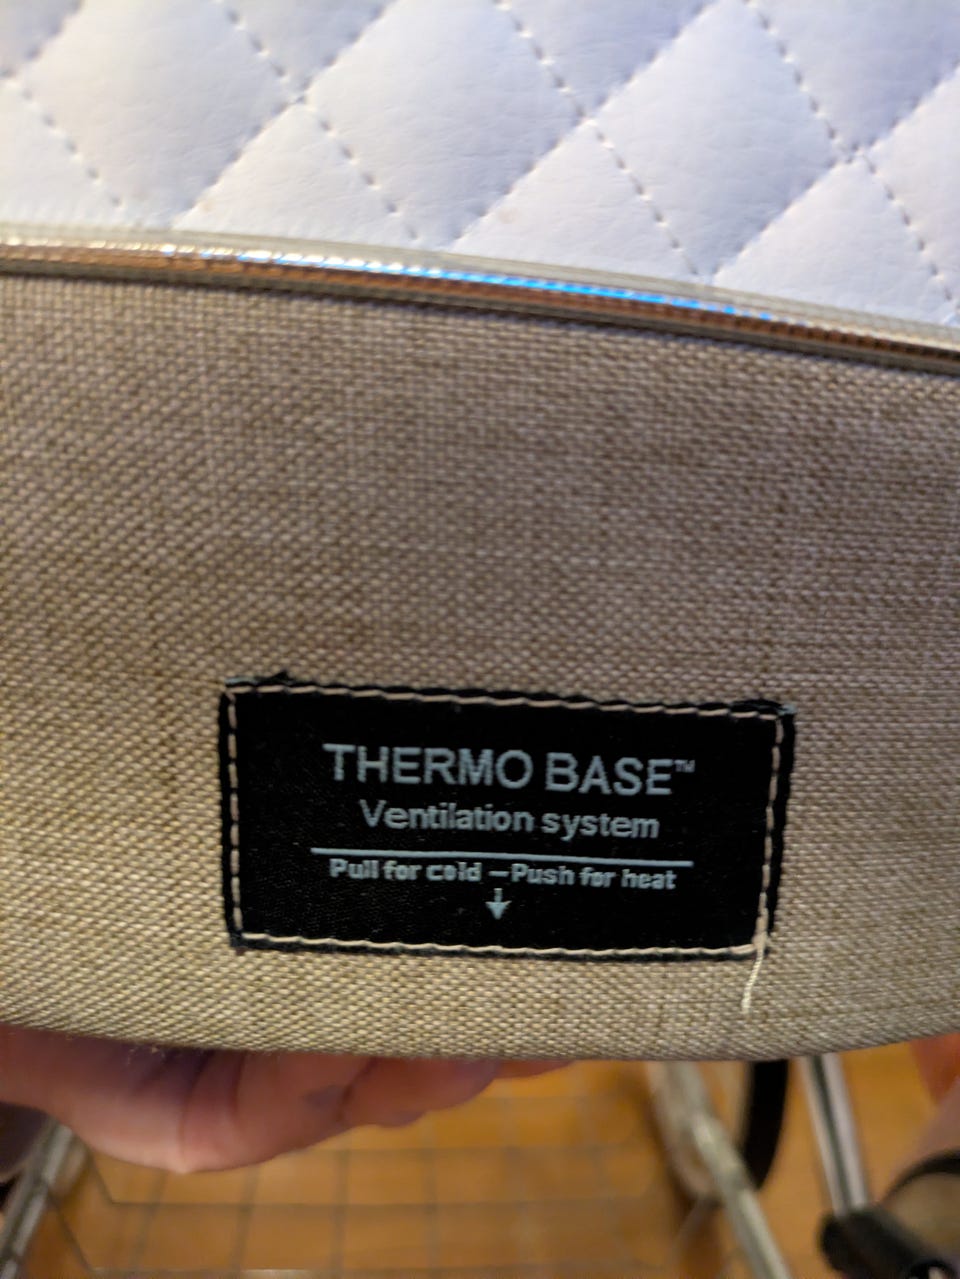 THERMO BASE™
Ventilation system
Pull for cold – Push for heat